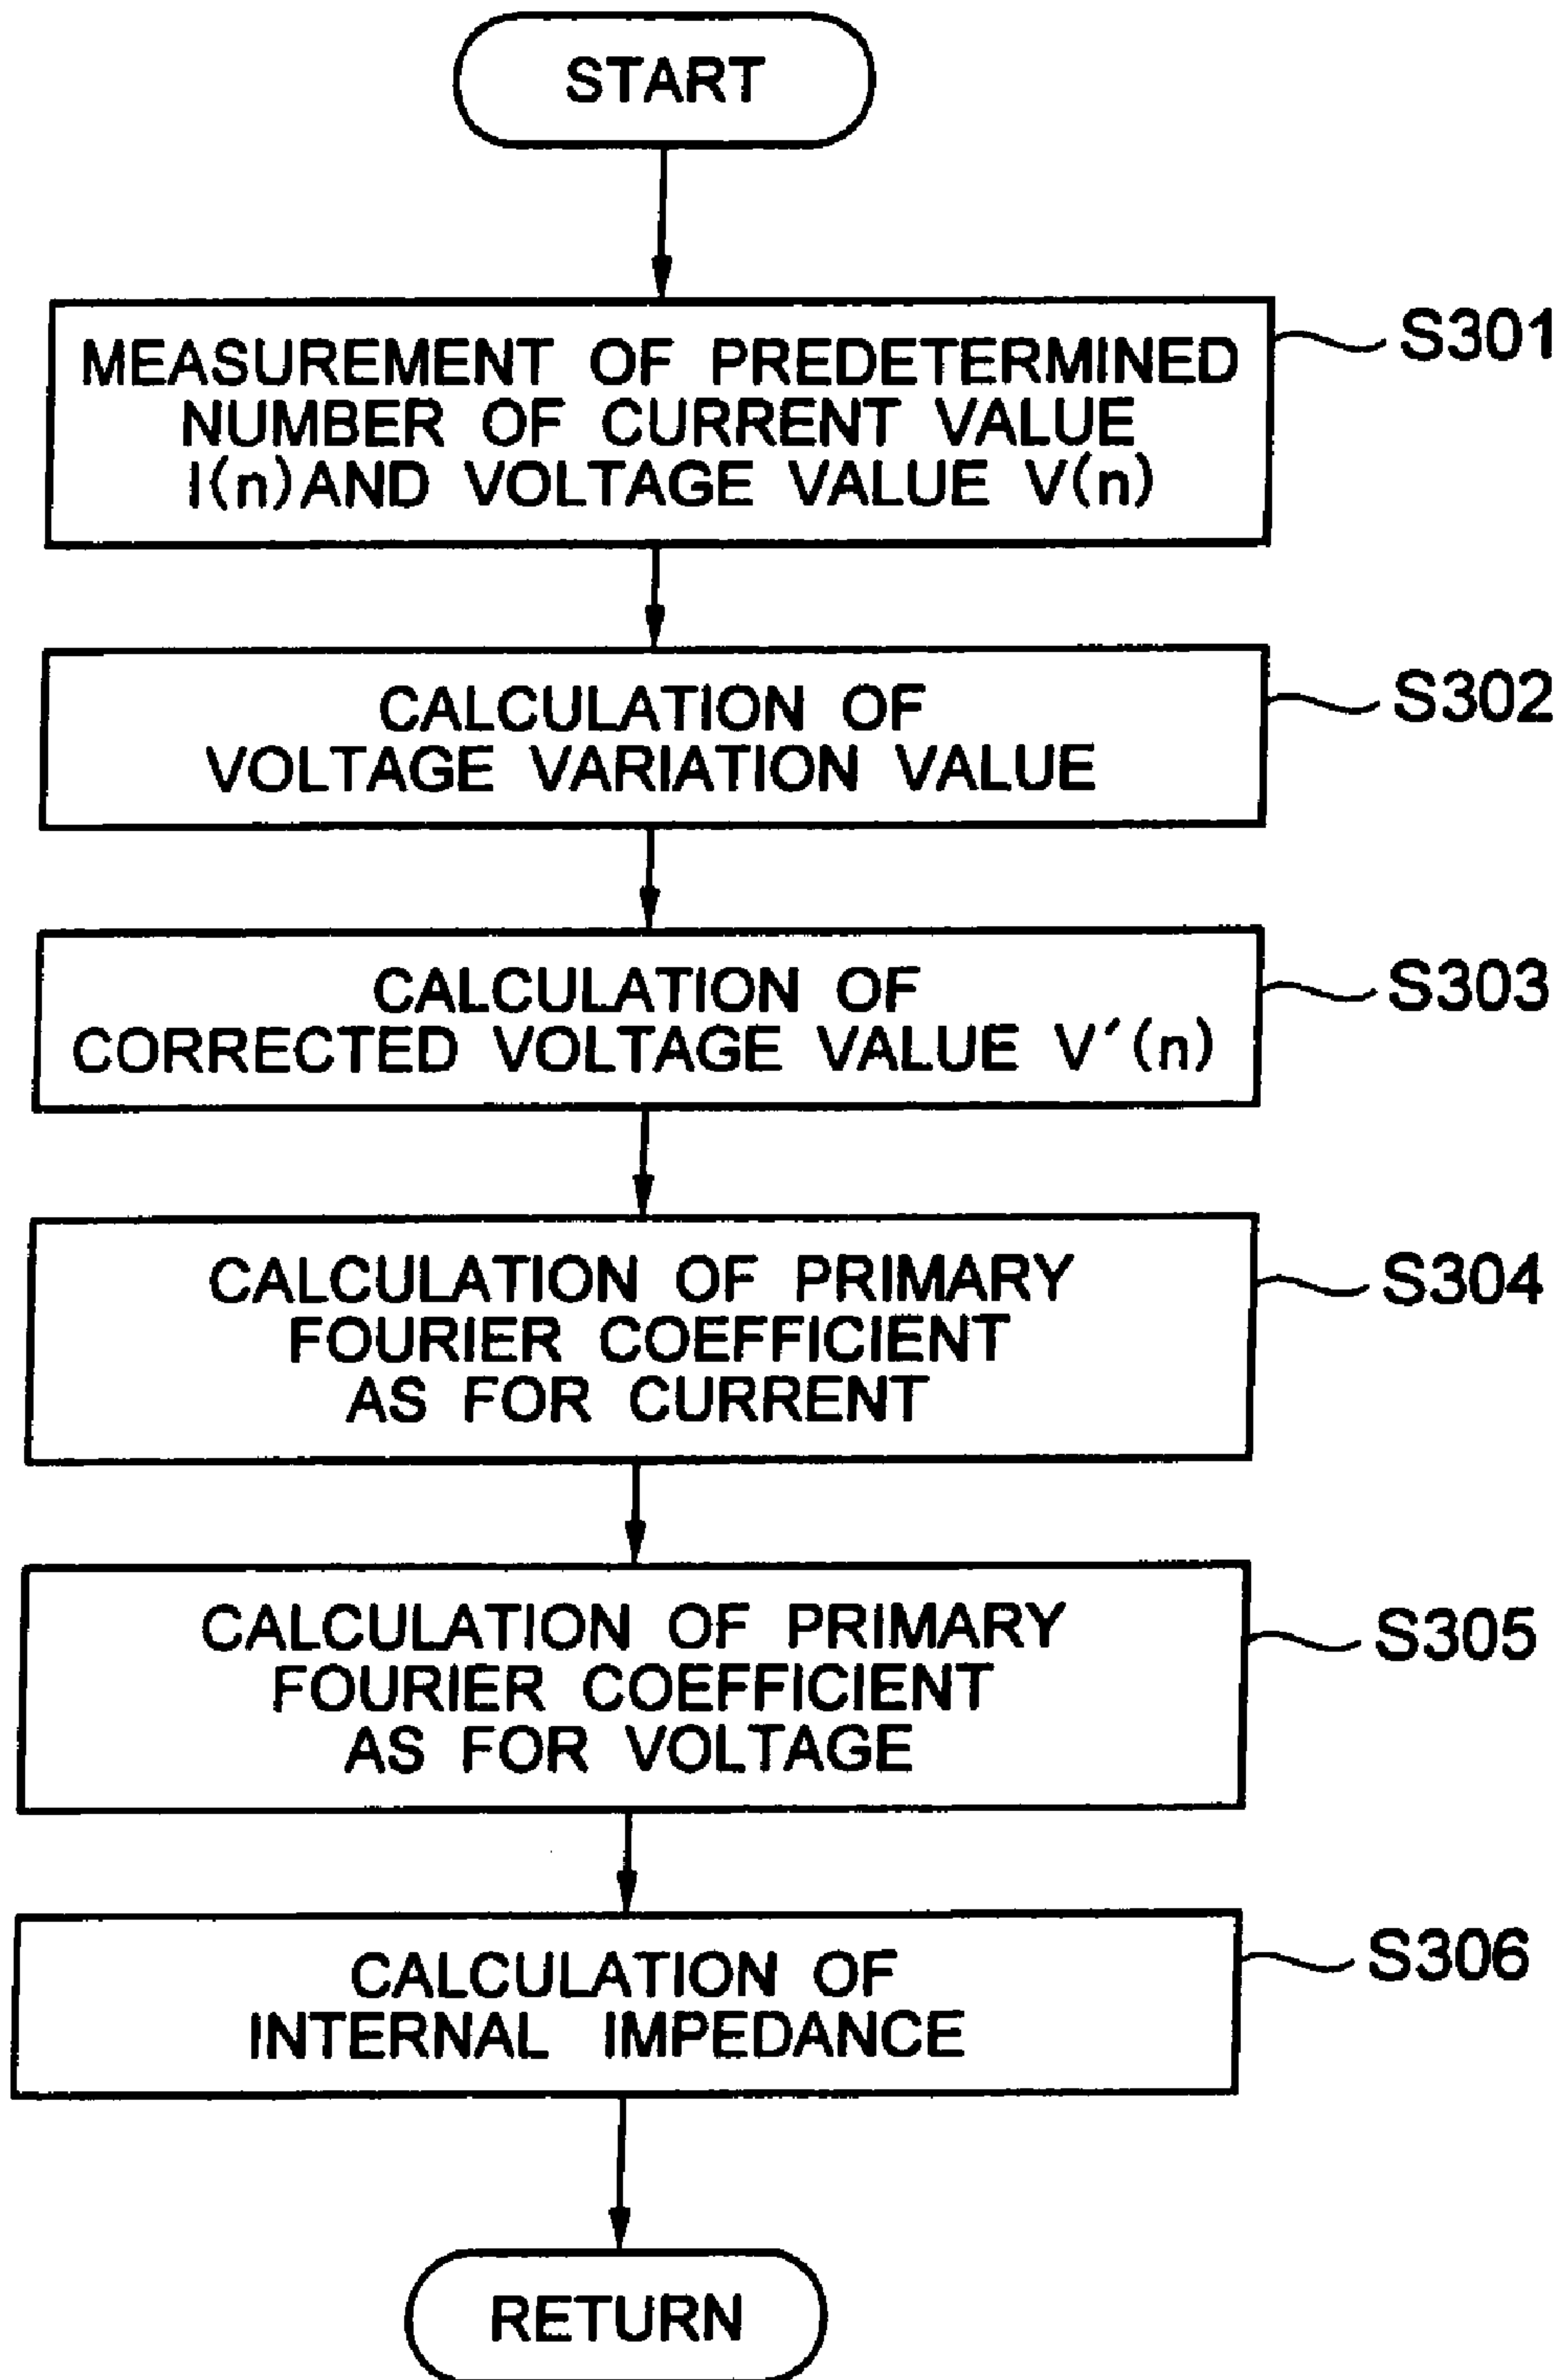 START
MEASUREMENT OF PREDETERMINED
NUMBER OF CURRENT VALUE
I(n)AND VOLTAGE VALUE V(n)
S301
CALCULATION OF
VOLTAGE VARIATION VALUE
S302
CALCULATION OF
CORRECTED VOLTAGE VALUE V′(n)
S303
CALCULATION OF PRIMARY
FOURIER COEFFICIENT
AS FOR CURRENT
S304
CALCULATION OF PRIMARY
FOURIER COEFFICIENT
AS FOR VOLTAGE
S305
CALCULATION OF
INTERNAL IMPEDANCE
S306
RETURN